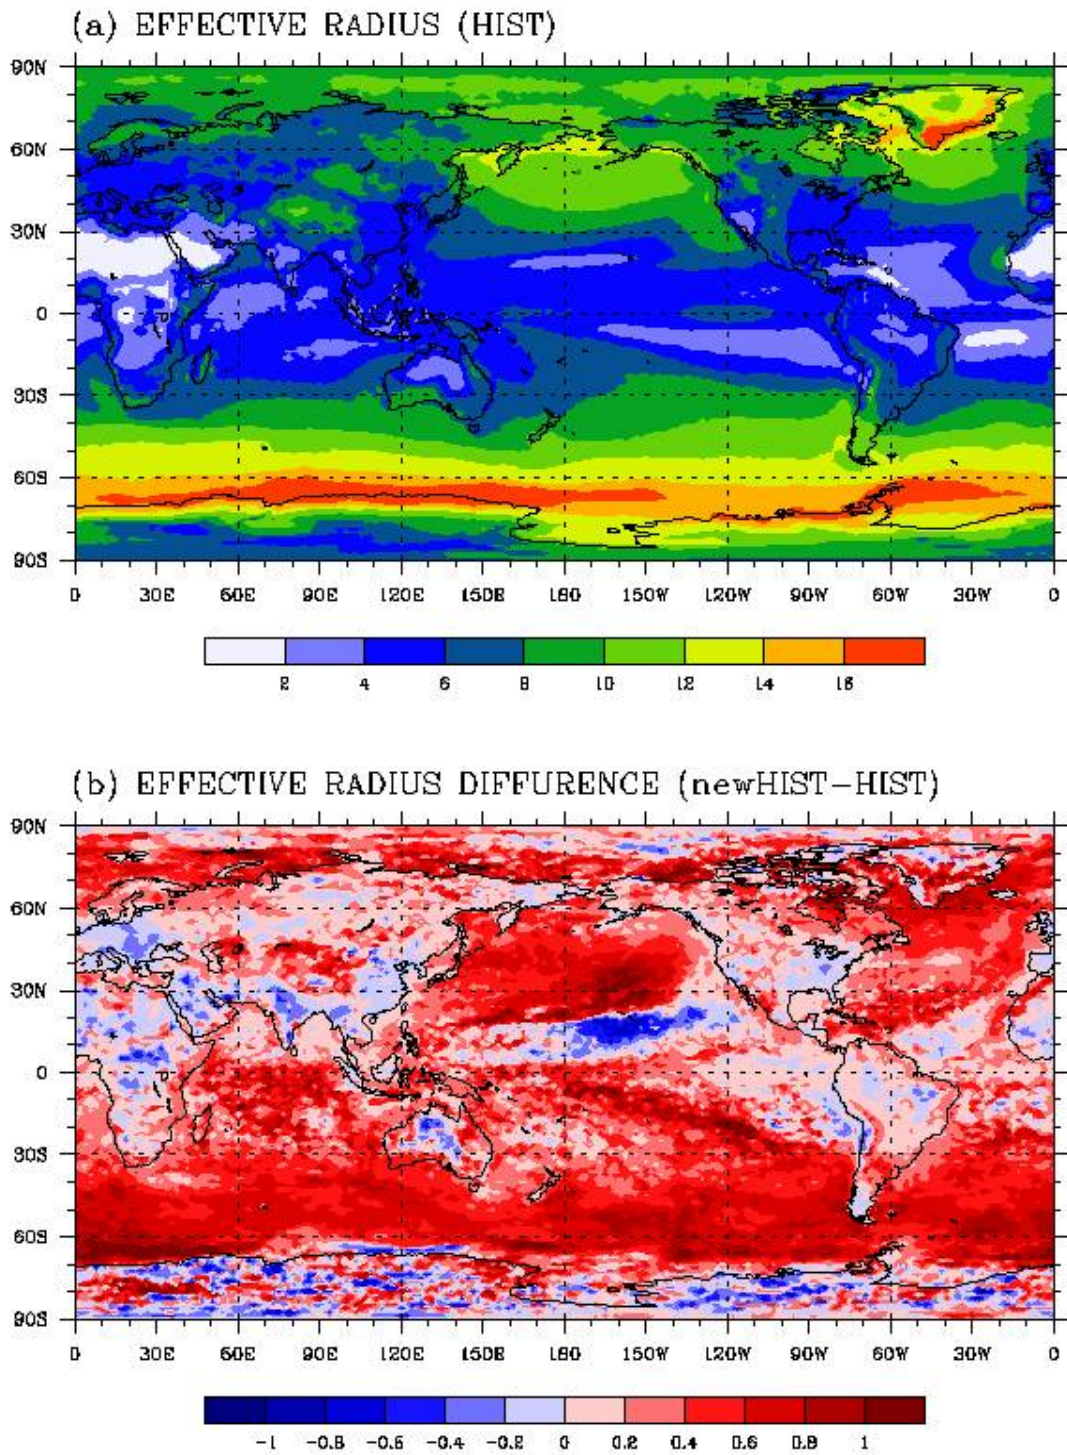 (a) EFFECTIVE RADIUS (HIST)
90N
60N
30N
0
30S
60S
90S
0 30E 60E 90E 120E 150E 180 150W 120W 90W 60W 30W 0
2 4 6 8 10 12 14 16
(b) EFFECTIVE RADIUS DIFFURENCE (newHIST-HIST)
90N
60N
30N
0
30S
60S
90S
0 30E 60E 90E 120E 150E 180 150W 120W 90W 60W 30W 0
-1 -0.8 -0.6 -0.4 -0.2 0 0.2 0.4 0.6 0.8 1